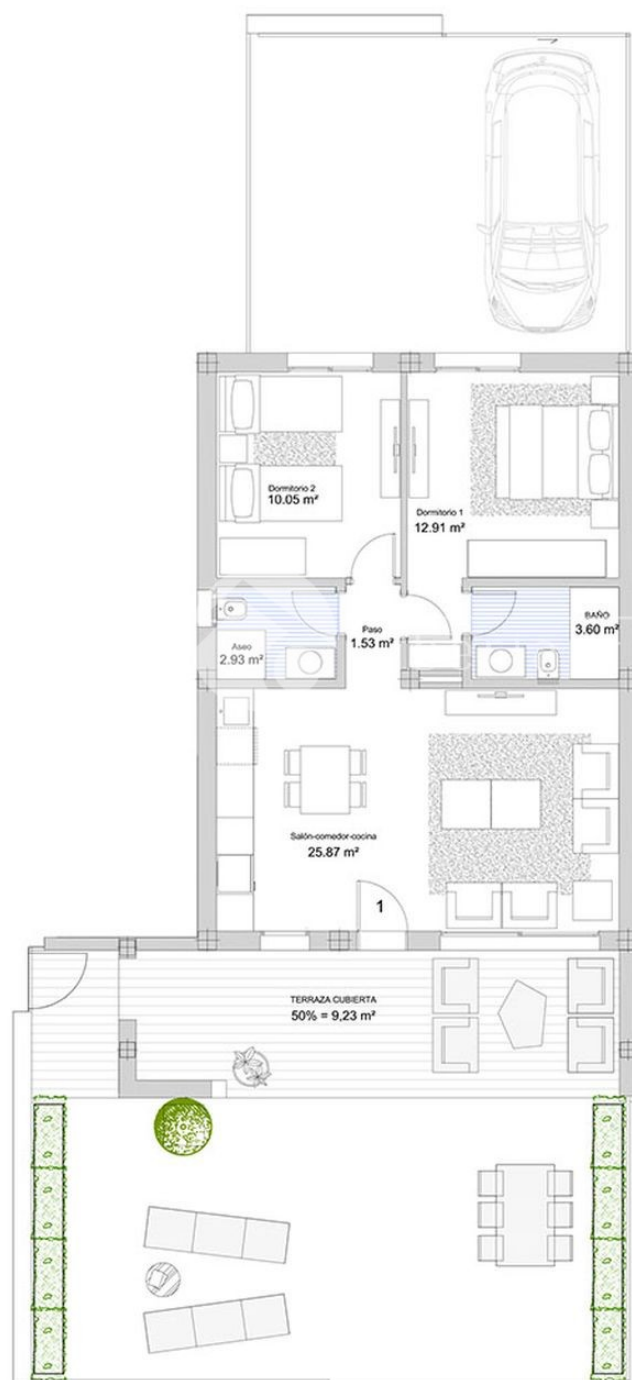 Dormitorio 2
10.05 m²
Dormitorio 1
12.91 m²
BAÑO
3.60 m²
Paso
1.53 m²
Aseo
2.93 m²
Salón-comedor-cocina
25.87 m²
1
TERRAZA CUBIERTA
50% = 9,23 m²